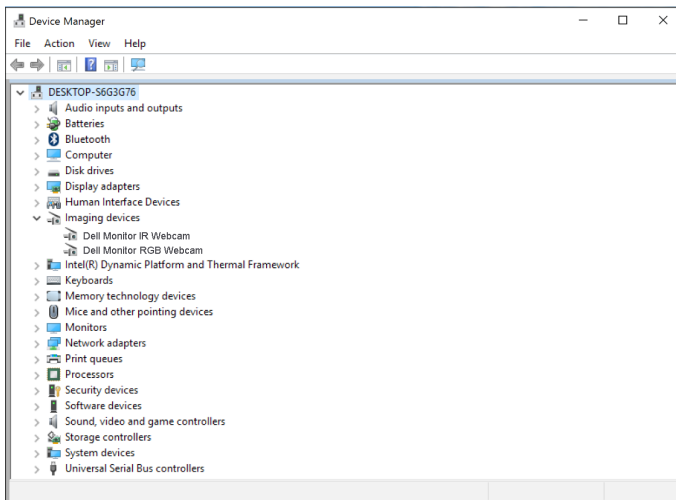 Device Manager
File Action View Help
DESKTOP-S6G3G76
Audio inputs and outputs
Batteries
Bluetooth
Computer
Disk drives
Display adapters
Human Interface Devices
Imaging devices
Dell Monitor IR Webcam
Dell Monitor RGB Webcam
Intel(R) Dynamic Platform and Thermal Framework
Keyboards
Memory technology devices
Mice and other pointing devices
Monitors
Network adapters
Print queues
Processors
Security devices
Software devices
Sound, video and game controllers
Storage controllers
System devices
Universal Serial Bus controllers